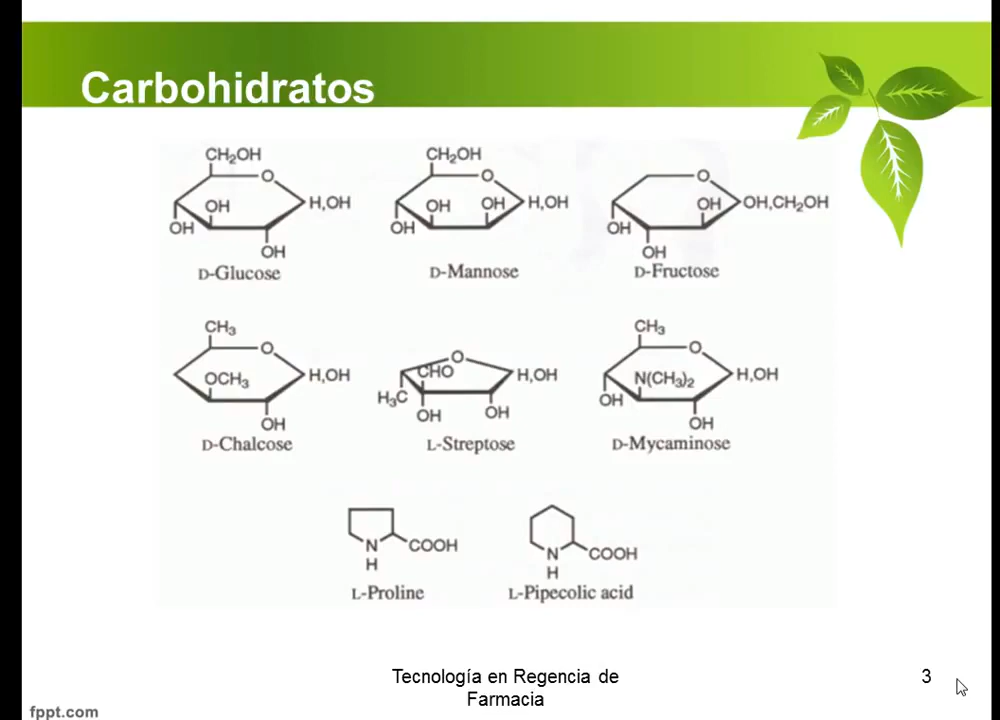 Carbohidratos
CH₂OH
O
OH
H,OH
OH
OH
D-Glucose
CH₂OH
O
OH
OH
H,OH
OH
D-Mannose
O
OH
OH,CH₂OH
OH
OH
D-Fructose
CH₃
O
OCH₃
H,OH
OH
D-Chalcose
O
CHO
H,OH
H₃C
OH
OH
L-Streptose
CH₃
O
N(CH₃)₂
H,OH
OH
OH
D-Mycaminose
N
COOH
H
L-Proline
N
COOH
H
L-Pipecolic acid
Tecnología en Regencia de
Farmacia
3
fppt.com